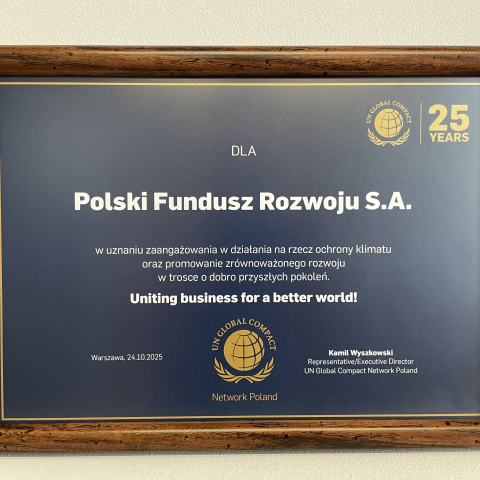 UN GLOBAL COMPACT
25
YEARS
DLA
Polski Fundusz Rozwoju S.A.
w uznaniu zaangażowania w działania na rzecz ochrony klimatu
oraz promowanie zrównoważonego rozwoju
w trosce o dobro przyszłych pokoleń.
Uniting business for a better world!
Warszawa, 24.10.2025
UN GLOBAL COMPACT
Network Poland
Kamil Wyszkowski
Representative/Executive Director
UN Global Compact Network Poland